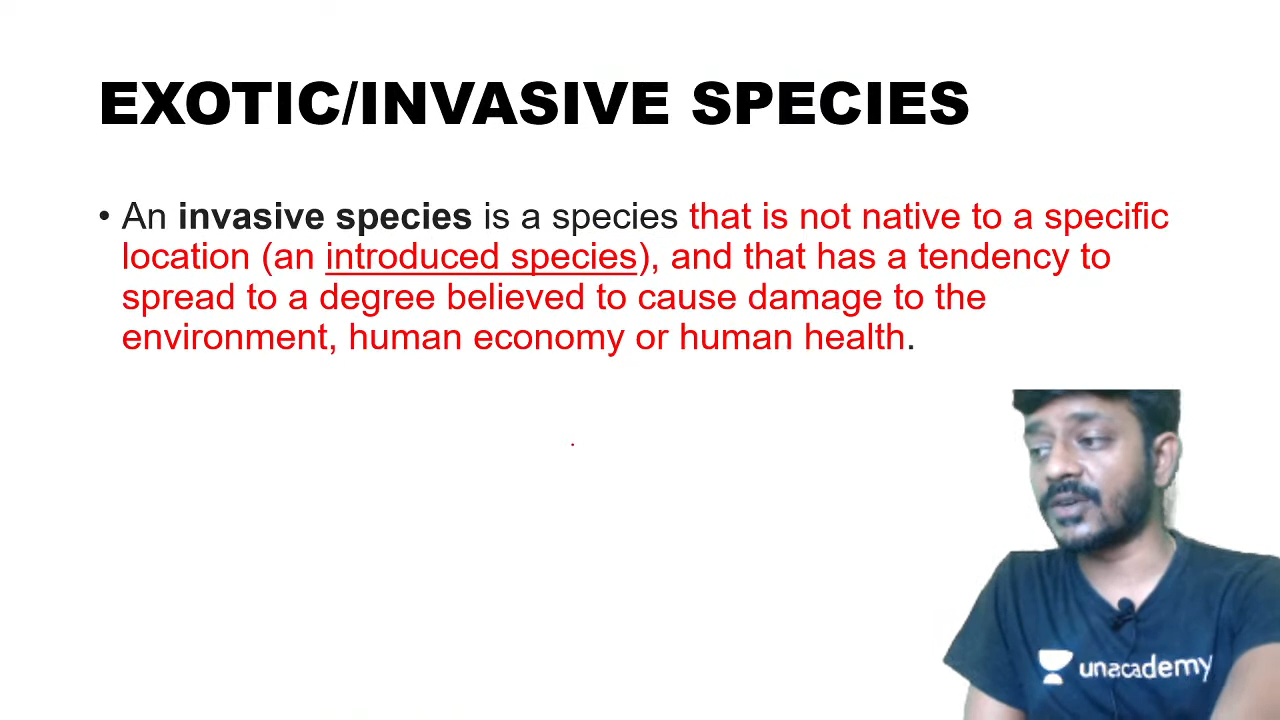 EXOTIC/INVASIVE SPECIES
• An invasive species is a species that is not native to a specific
location (an introduced species), and that has a tendency to
spread to a degree believed to cause damage to the
environment, human economy or human health.
unacademy